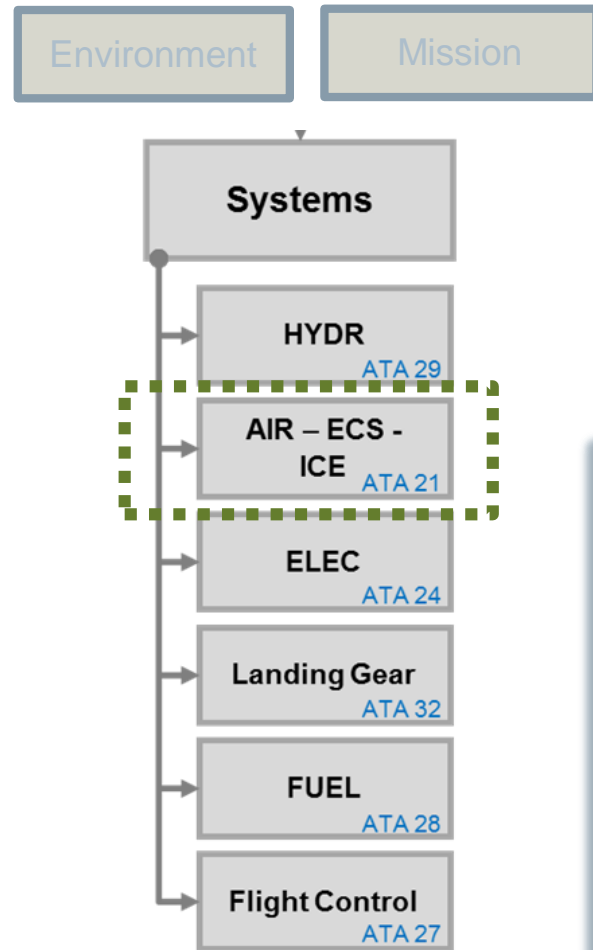 Environment
Mission
Systems
HYDR
ATA 29
AIR – ECS -
ICE
ATA 21
ELEC
ATA 24
Landing Gear
ATA 32
FUEL
ATA 28
Flight Control
ATA 27